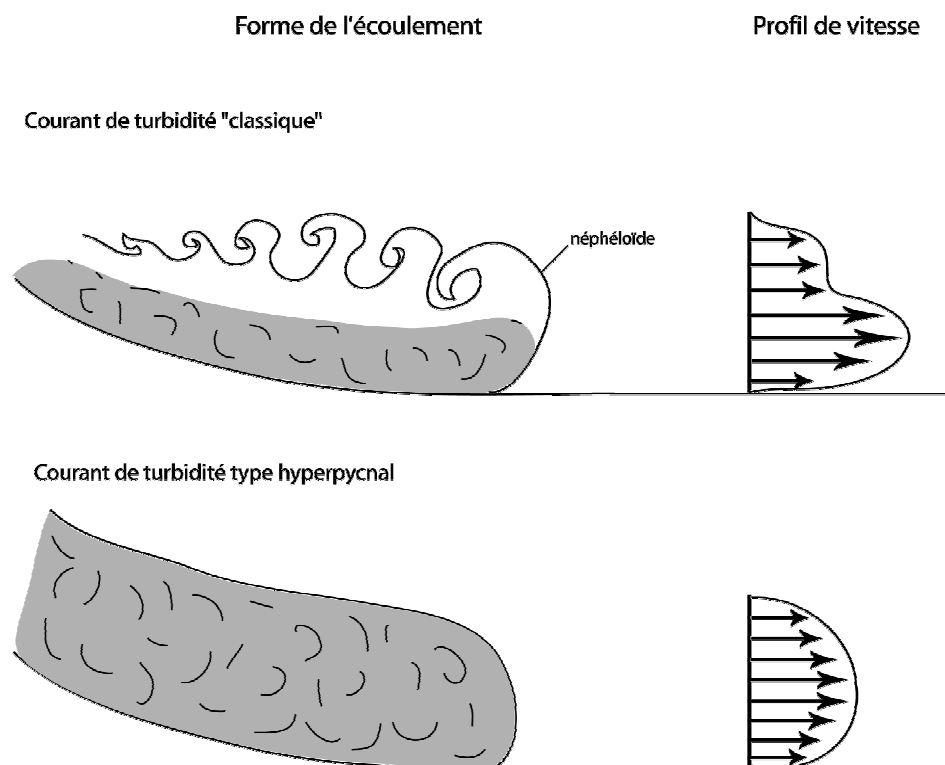 Forme de l'écoulement
Profil de vitesse
Courant de turbidité "classique"
néphéloïde
Courant de turbidité type hyperpycnal